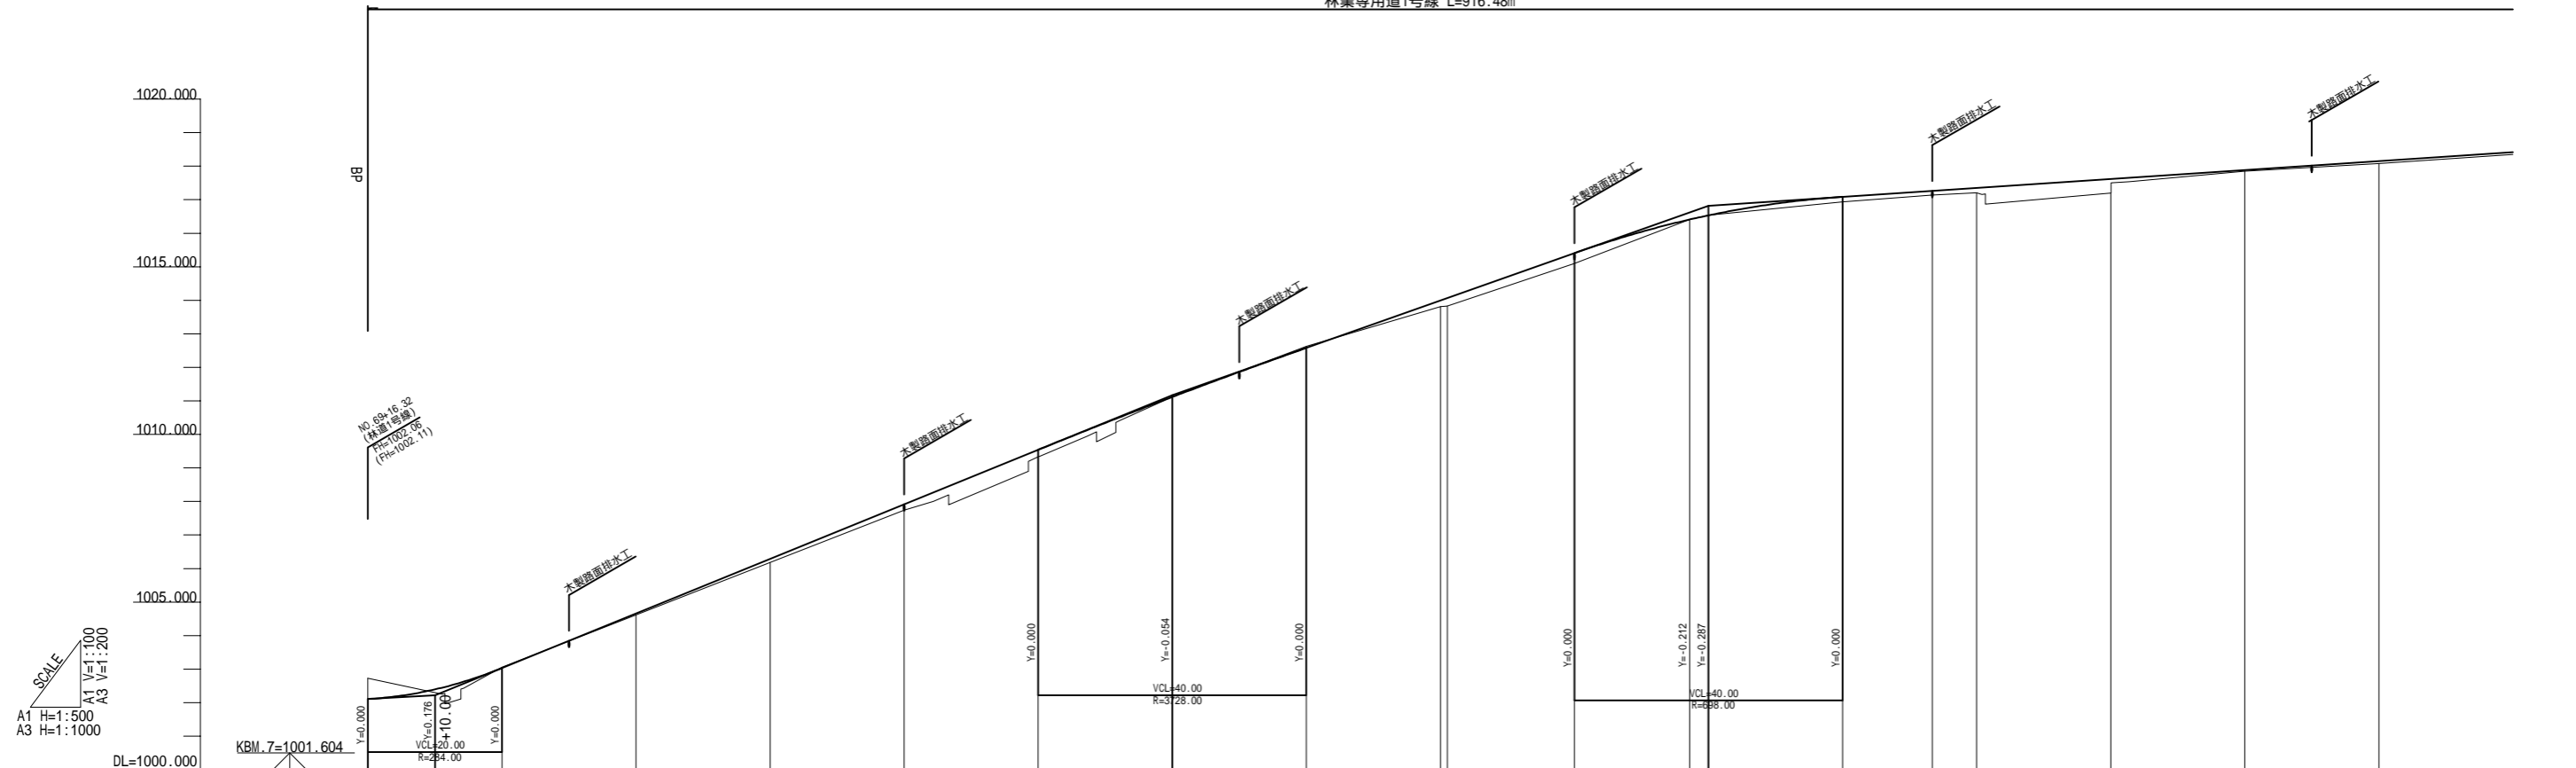 林業専用道1号線 L=916.48m
1020.000
木製路面排水工
木製路面排水工
BP
木製路面排水工
1015.000
木製路面排水工
NO.69+16.32
(林道1号線)
FH=1002.06
(FH=1002.11)
1010.000
木製路面排水工
木製路面排水工
1005.000
SCALE
A1 V=1:100
A3 V=1:200
A1 H=1:500
A3 H=1:1000
Y=0.000
Y=0.176
+10.00
Y=0.000
VCL=20.00
R=284.00
Y=0.000
Y=-0.054
Y=0.000
VCL=40.00
R=3728.00
Y=0.000
Y=-0.212
Y=-0.287
Y=0.000
VCL=40.00
R=698.00
KBM.7=1001.604
DL=1000.000